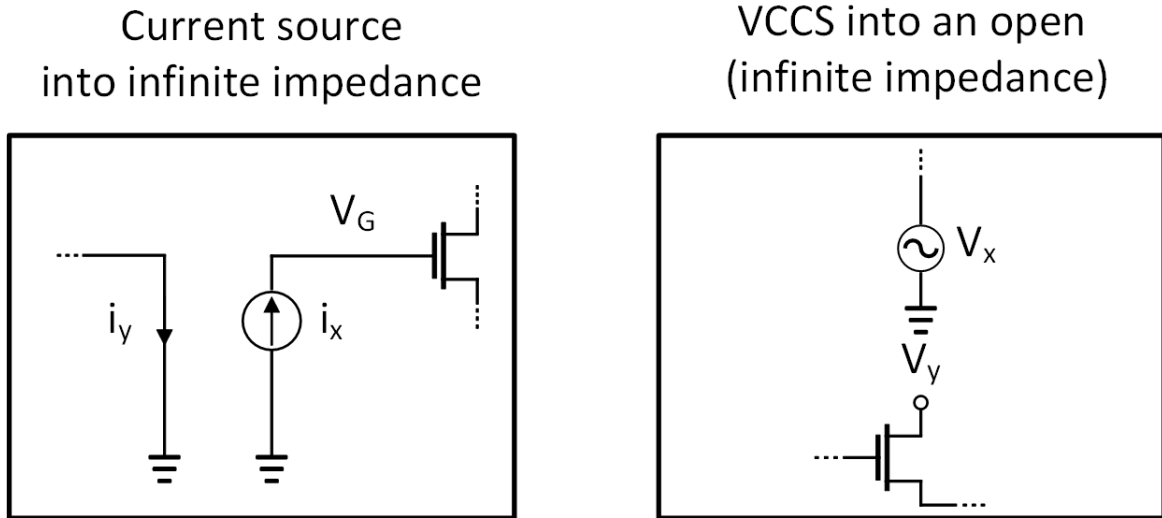 Current source
into infinite impedance
VCCS into an open
(infinite impedance)
V_G
i_y
i_x
V_x
V_y